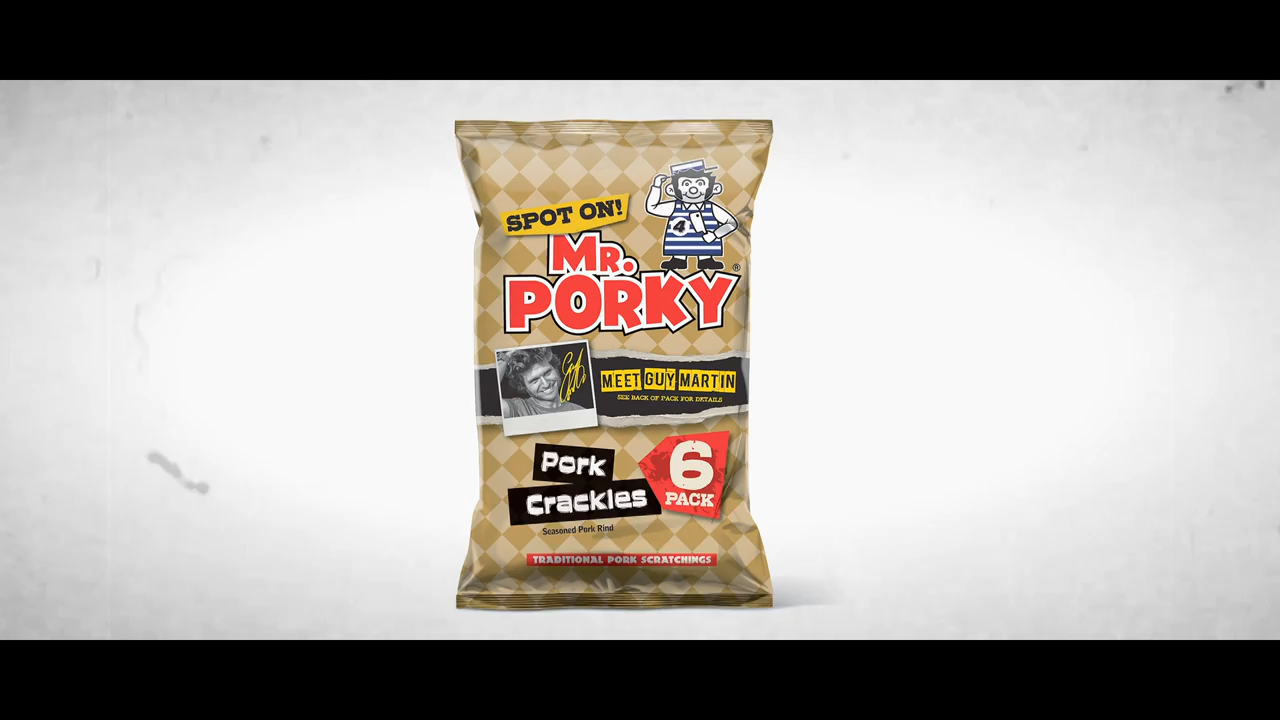 SPOT ON!
MR.
PORKY
®
4
MEET GUY MARTIN
SEE BACK OF PACK FOR DETAILS
Pork
Crackles
6
PACK
Seasoned Pork Rind
TRADITIONAL PORK SCRATCHINGS